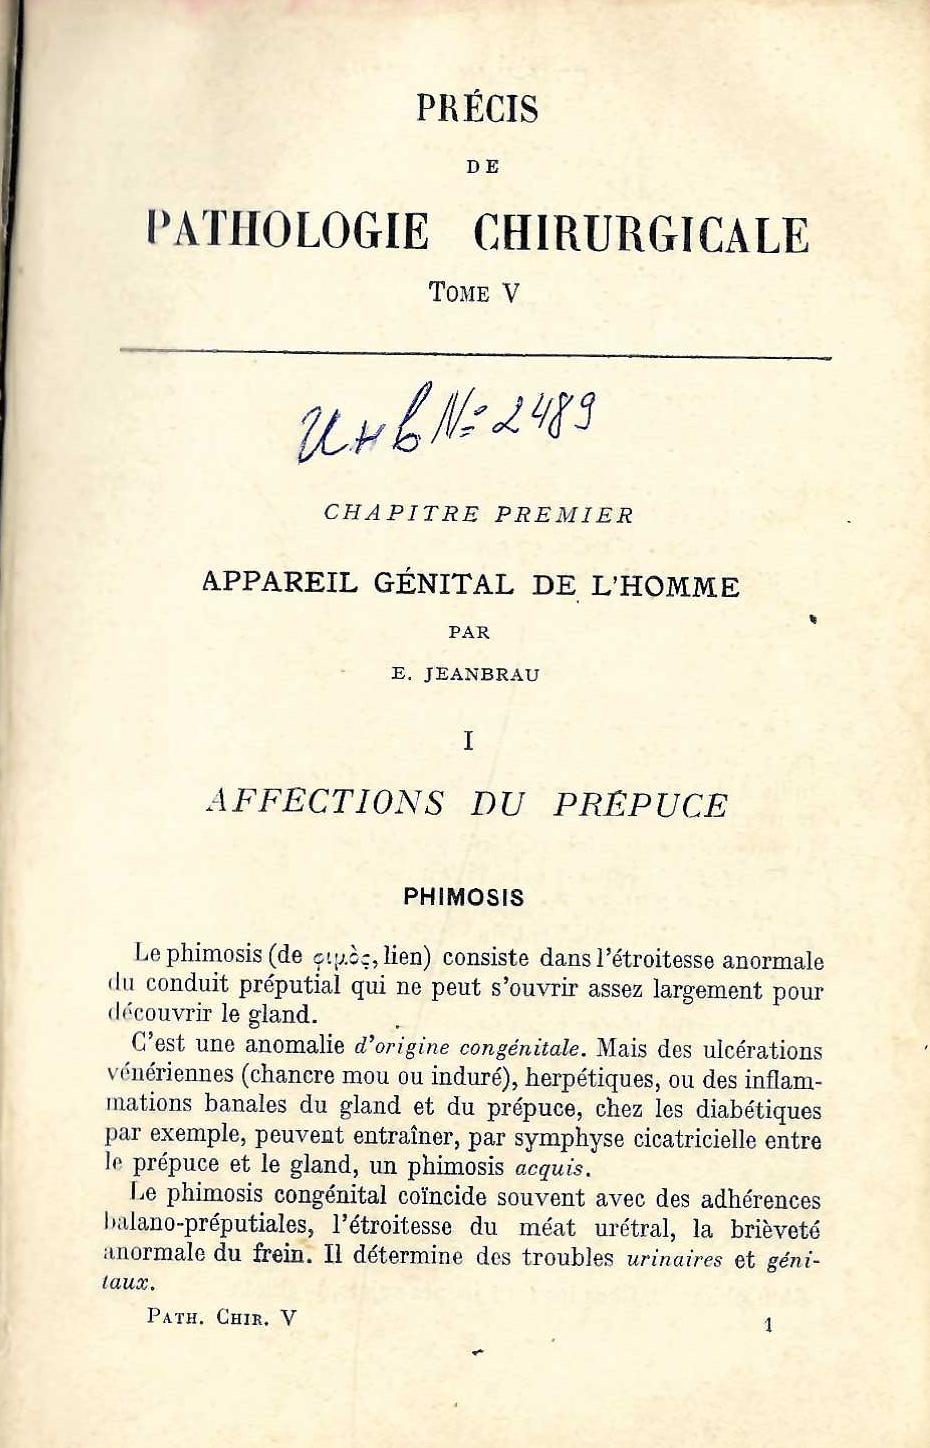 PRÉCIS
DE
PATHOLOGIE CHIRURGICALE
TOME V
Инв №: 2489
CHAPITRE PREMIER
APPAREIL GÉNITAL DE L'HOMME
PAR
E. JEANBRAU
I
AFFECTIONS DU PRÉPUCE
PHIMOSIS
Le phimosis (de φιμὸς, lien) consiste dans l'étroitesse anormale
du conduit préputial qui ne peut s'ouvrir assez largement pour
découvrir le gland.
C'est une anomalie d'origine congénitale. Mais des ulcérations
vénériennes (chancre mou ou induré), herpétiques, ou des inflam-
mations banales du gland et du prépuce, chez les diabétiques
par exemple, peuvent entraîner, par symphyse cicatricielle entre
le prépuce et le gland, un phimosis acquis.
Le phimosis congénital coïncide souvent avec des adhérences
balano-préputiales, l'étroitesse du méat urétral, la brièveté
anormale du frein. Il détermine des troubles urinaires et géni-
taux.
PATH. CHIR. V
1